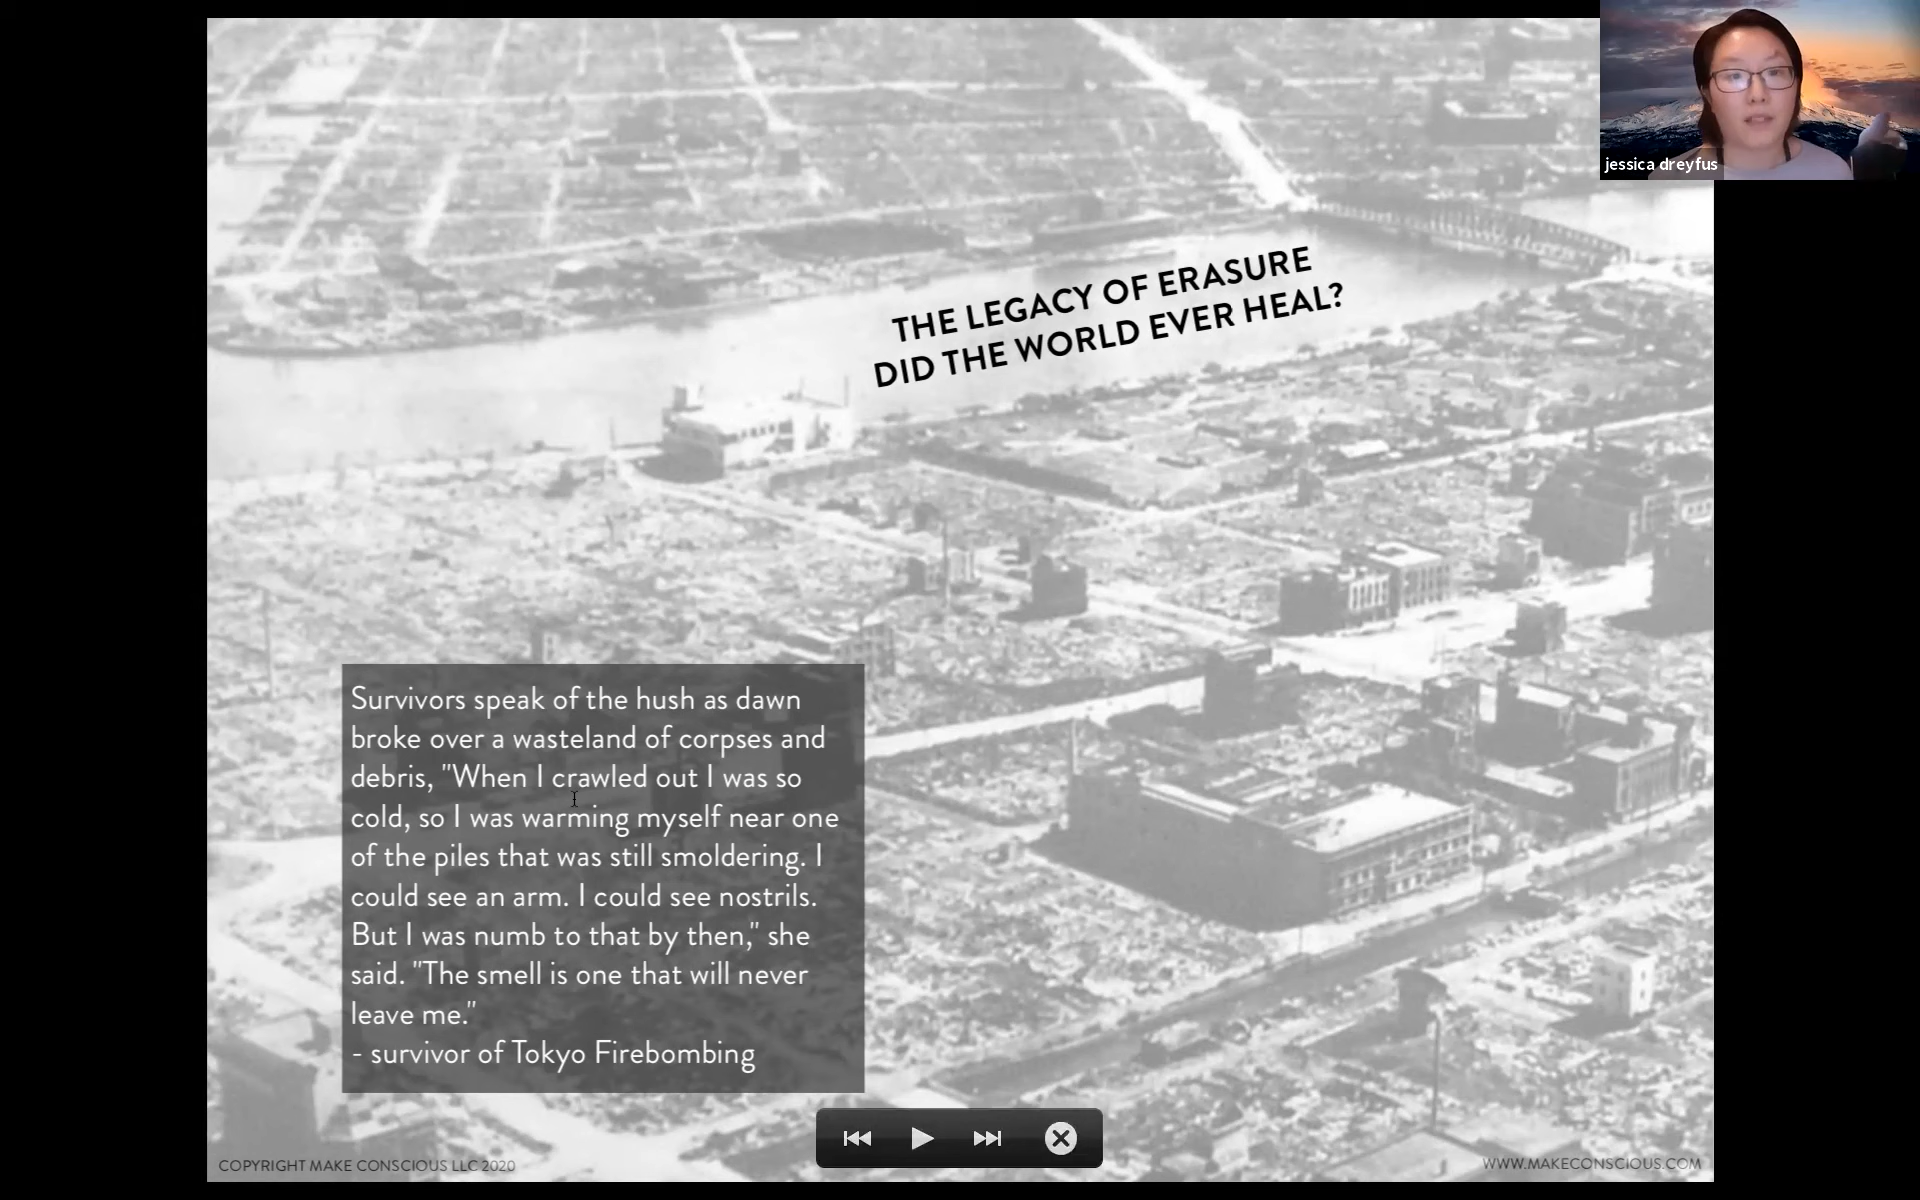 jessica dreyfus
THE LEGACY OF ERASURE
DID THE WORLD EVER HEAL?
Survivors speak of the hush as dawn
broke over a wasteland of corpses and
debris, "When I crawled out I was so
cold, so I was warming myself near one
of the piles that was still smoldering. I
could see an arm. I could see nostrils.
But I was numb to that by then," she
said. "The smell is one that will never
leave me."
- survivor of Tokyo Firebombing
COPYRIGHT MAKE CONSCIOUS LLC 2020
WWW.MAKECONSCIOUS.COM